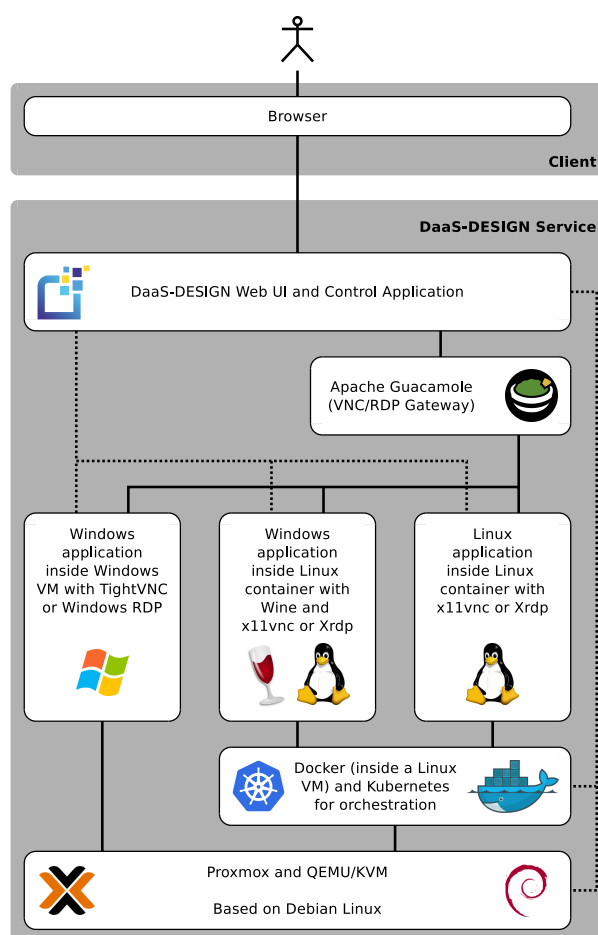 Browser
Client
DaaS-DESIGN Service
DaaS-DESIGN Web UI and Control Application
Apache Guacamole
(VNC/RDP Gateway)
Windows
application
inside Windows
VM with TightVNC
or Windows RDP
Windows
application
inside Linux
container with
Wine and
x11vnc or Xrdp
Linux
application
inside Linux
container with
x11vnc or Xrdp
Docker (inside a Linux
VM) and Kubernetes
for orchestration
Proxmox and QEMU/KVM
Based on Debian Linux